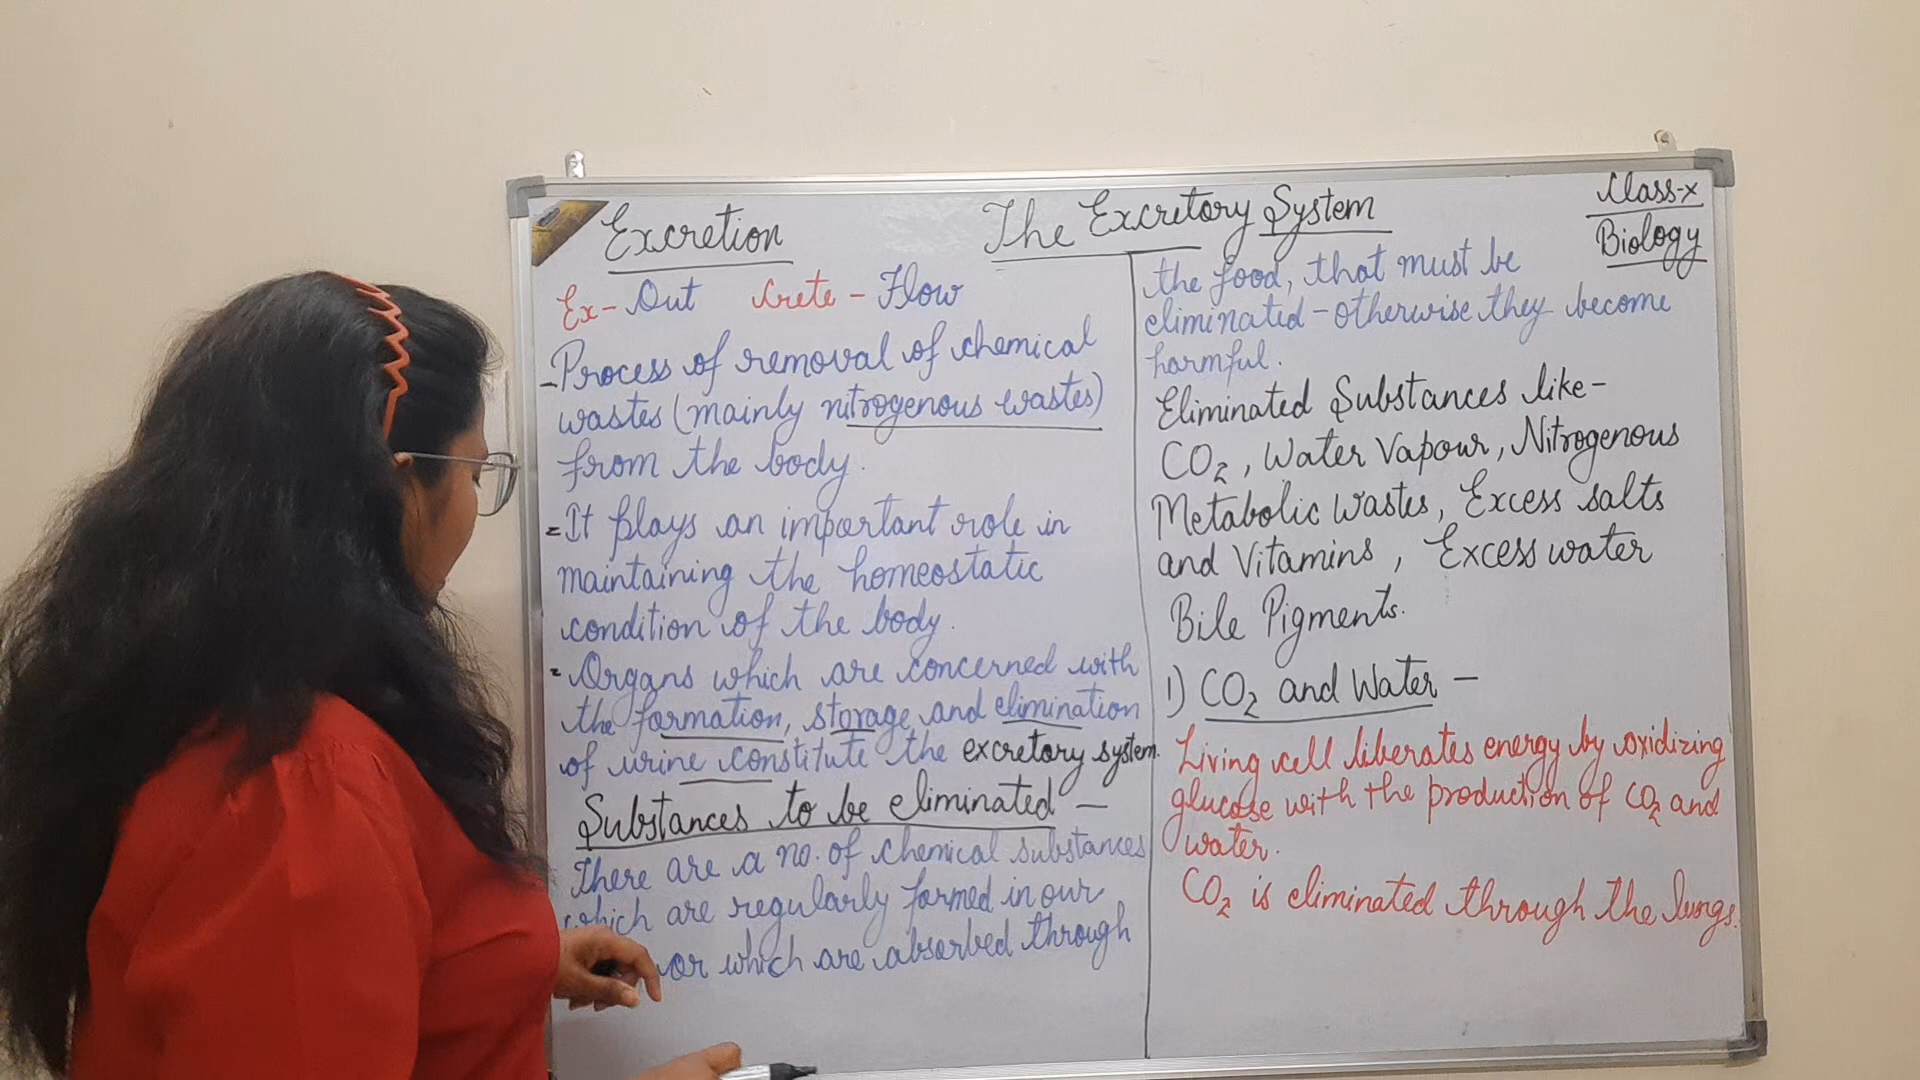 The Excretory System
Class-x
Biology
Excretion
Ex- Out Crete - Flow
- Process of removal of chemical
wastes (mainly nitrogenous wastes)
from the body.
= It plays an important role in
maintaining the homeostatic
condition of the body.
= Organs which are concerned with
the formation, storage and elimination
of urine constitute the excretory system.
Substances to be eliminated -
There are a no. of chemical substances
which are regularly formed in our
or which are absorbed through
the food, that must be
eliminated - otherwise they become
harmful.
Eliminated Substances like -
CO₂, Water Vapour, Nitrogenous
Metabolic Wastes, Excess salts
and Vitamins, Excess water
Bile Pigments.
1) CO₂ and Water -
Living cell liberates energy by oxidizing
glucose with the production of CO₂ and
water.
CO₂ is eliminated through the lungs.